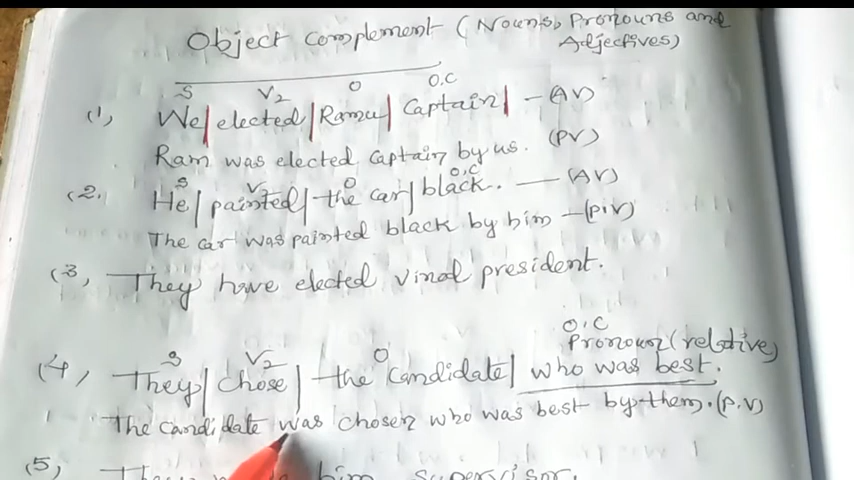 Object complement (Nouns, Pronouns and
Adjectives)
S V2 O O.C
(1, We| elected |Ramu| Captain| - (AV)
Ram was elected Captain by us. (PV)
S V2 O O.C
(2. He| painted| the car| black. — (AV)
The car was painted black by him - (P.V)
(3, They have elected vinod president.
O.C
S V2 O Pronoun (relative)
(4, They| chose| the candidate| who was best.
The candidate was chosen who was best by them. (P.V)
(5) him supervisor.